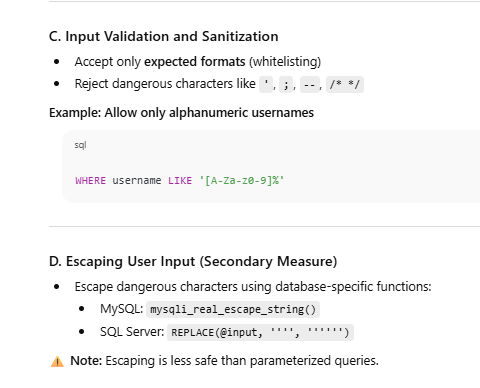 C. Input Validation and Sanitization
• Accept only expected formats (whitelisting)
• Reject dangerous characters like ', ;, --, /* */
Example: Allow only alphanumeric usernames
sql
WHERE username LIKE '[A-Za-z0-9]%'
D. Escaping User Input (Secondary Measure)
• Escape dangerous characters using database-specific functions:
• MySQL: mysqli_real_escape_string()
• SQL Server: REPLACE(@input, '''', '''''')
⚠️ Note: Escaping is less safe than parameterized queries.